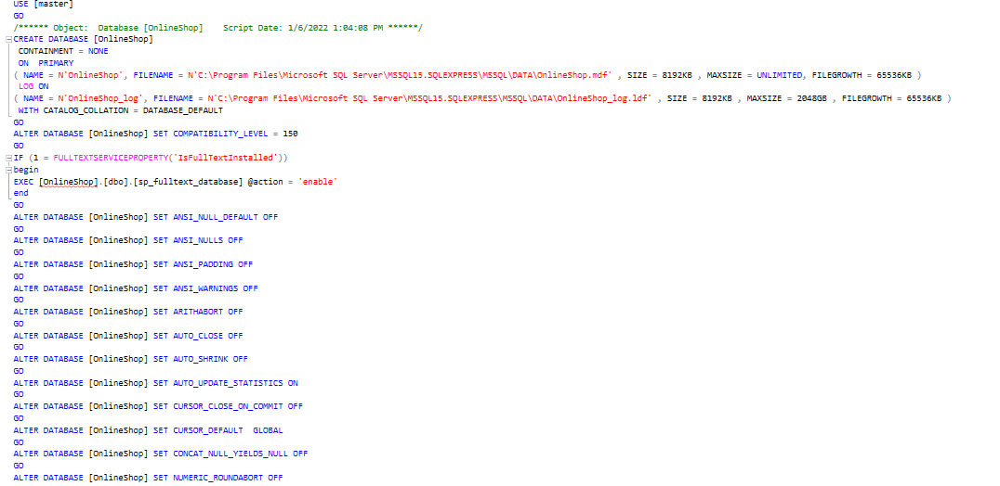 USE [master]
GO
/****** Object:  Database [OnlineShop]    Script Date: 1/6/2022 1:04:08 PM ******/
CREATE DATABASE [OnlineShop]
 CONTAINMENT = NONE
 ON  PRIMARY
( NAME = N'OnlineShop', FILENAME = N'C:\Program Files\Microsoft SQL Server\MSSQL15.SQLEXPRESS\MSSQL\DATA\OnlineShop.mdf' , SIZE = 8192KB , MAXSIZE = UNLIMITED, FILEGROWTH = 65536KB )
 LOG ON
( NAME = N'OnlineShop_log', FILENAME = N'C:\Program Files\Microsoft SQL Server\MSSQL15.SQLEXPRESS\MSSQL\DATA\OnlineShop_log.ldf' , SIZE = 8192KB , MAXSIZE = 2048GB , FILEGROWTH = 65536KB )
 WITH CATALOG_COLLATION = DATABASE_DEFAULT
GO
ALTER DATABASE [OnlineShop] SET COMPATIBILITY_LEVEL = 150
GO
IF (1 = FULLTEXTSERVICEPROPERTY('IsFullTextInstalled'))
begin
EXEC [OnlineShop].[dbo].[sp_fulltext_database] @action = 'enable'
end
GO
ALTER DATABASE [OnlineShop] SET ANSI_NULL_DEFAULT OFF
GO
ALTER DATABASE [OnlineShop] SET ANSI_NULLS OFF
GO
ALTER DATABASE [OnlineShop] SET ANSI_PADDING OFF
GO
ALTER DATABASE [OnlineShop] SET ANSI_WARNINGS OFF
GO
ALTER DATABASE [OnlineShop] SET ARITHABORT OFF
GO
ALTER DATABASE [OnlineShop] SET AUTO_CLOSE OFF
GO
ALTER DATABASE [OnlineShop] SET AUTO_SHRINK OFF
GO
ALTER DATABASE [OnlineShop] SET AUTO_UPDATE_STATISTICS ON
GO
ALTER DATABASE [OnlineShop] SET CURSOR_CLOSE_ON_COMMIT OFF
GO
ALTER DATABASE [OnlineShop] SET CURSOR_DEFAULT  GLOBAL
GO
ALTER DATABASE [OnlineShop] SET CONCAT_NULL_YIELDS_NULL OFF
GO
ALTER DATABASE [OnlineShop] SET NUMERIC_ROUNDABORT OFF